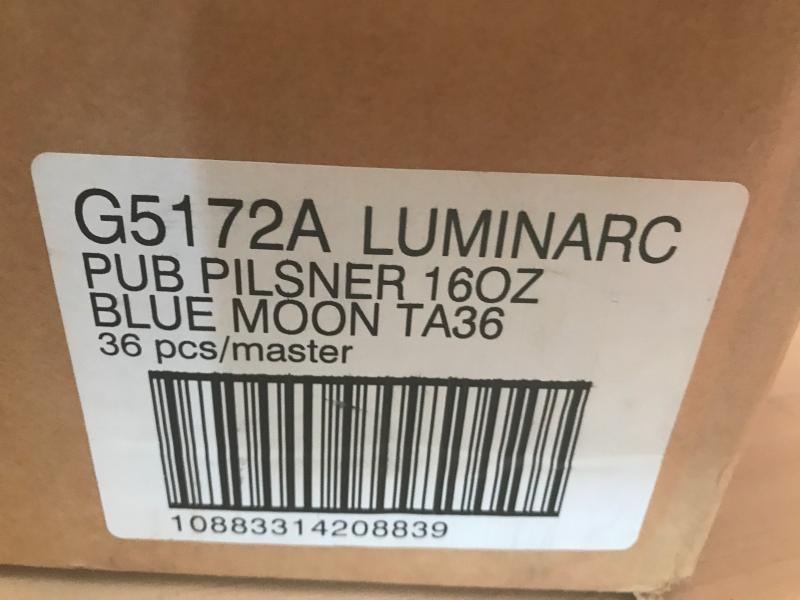 G5172A LUMINARC
PUB PILSNER 16OZ
BLUE MOON TA36
36 pcs/master
10883314208839